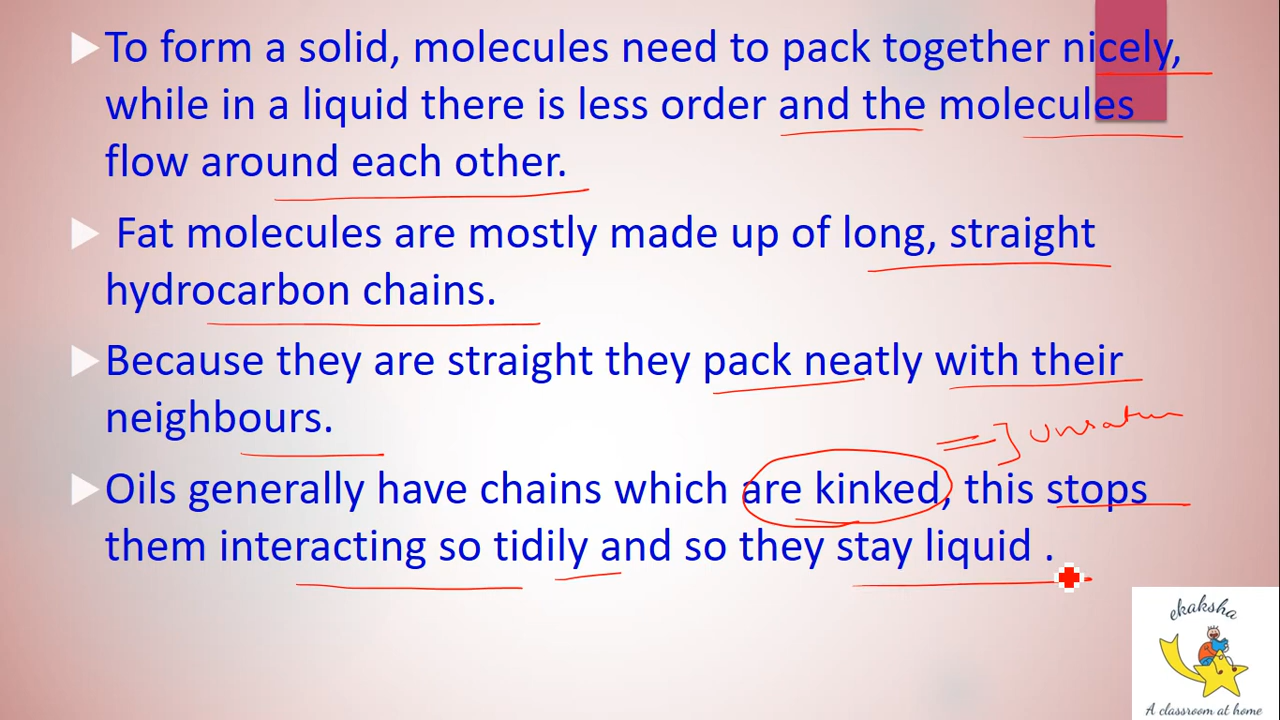 To form a solid, molecules need to pack together nicely,
while in a liquid there is less order and the molecules
flow around each other.
Fat molecules are mostly made up of long, straight
hydrocarbon chains.
Because they are straight they pack neatly with their
neighbours.
Oils generally have chains which are kinked, this stops
them interacting so tidily and so they stay liquid .
ekaksha
A classroom at home